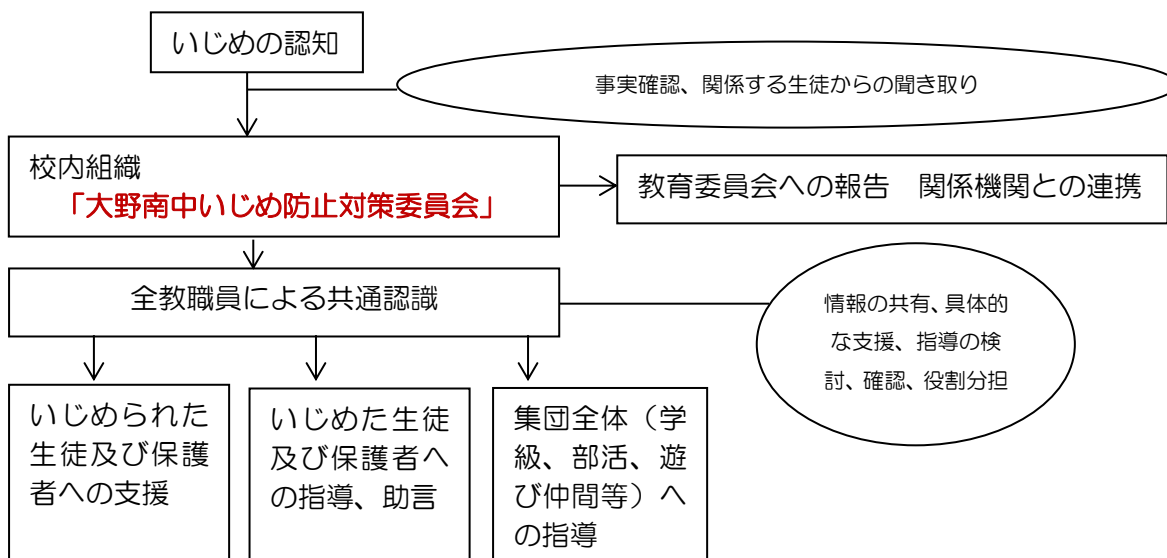 いじめの認知
事実確認、関係する生徒からの聞き取り
校内組織
「大野南中いじめ防止対策委員会」
教育委員会への報告　関係機関との連携
全教職員による共通認識
情報の共有、具体的
な支援、指導の検
討、確認、役割分担
いじめられた
生徒及び保護
者への支援
いじめた生徒
及び保護者へ
の指導、助言
集団全体（学
級、部活、遊
び仲間等）へ
の指導